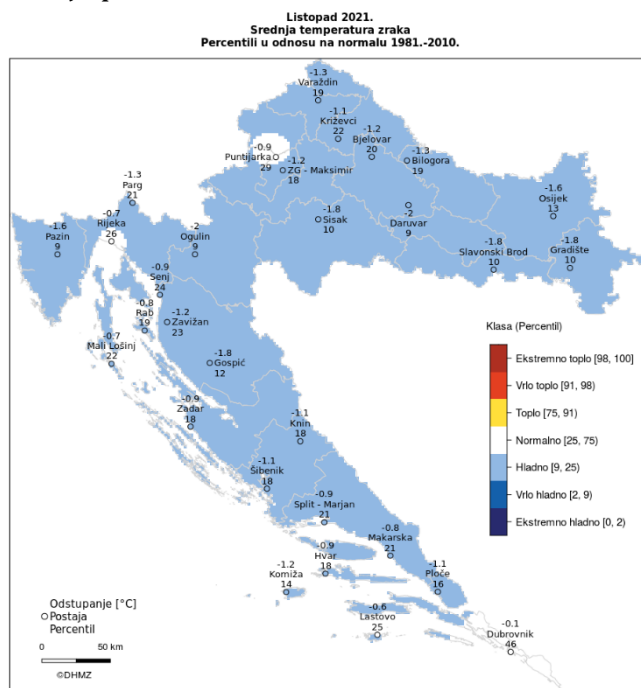 Listopad 2021.
Srednja temperatura zraka
Percentili u odnosu na normalu 1981.-2010.
-1.3
Varaždin
19
-1.1
Križevci
22
-1.2
Bjelovar
20
-0.9
Puntijarka
29
-1.2
ZG - Maksimir
18
-1.3
Bilogora
19
-1.3
Parg
21
-1.6
Osijek
13
-0.7
Rijeka
26
-1.6
Pazin
9
-2
Ogulin
9
-1.8
Sisak
10
-2
Daruvar
9
-1.8
Slavonski Brod
10
-1.8
Gradište
10
-0.9
Senj
24
-0.8
Rab
19
-1.2
Zavižan
23
-0.7
Mali Lošinj
22
-1.8
Gospić
12
-0.9
Zadar
18
-1.1
Knin
18
-1.1
Šibenik
18
-0.9
Split - Marjan
21
-0.8
Makarska
21
-0.9
Hvar
18
-1.2
Komiža
14
-1.1
Ploče
16
-0.6
Lastovo
25
-0.1
Dubrovnik
46
Klasa (Percentil)
Ekstremno toplo [98, 100]
Vrlo toplo [91, 98)
Toplo [75, 91)
Normalno [25, 75)
Hladno [9, 25)
Vrlo hladno [2, 9)
Ekstremno hladno [0, 2)
Odstupanje [°C]
Postaja
Percentil
0 50 km
©DHMZ